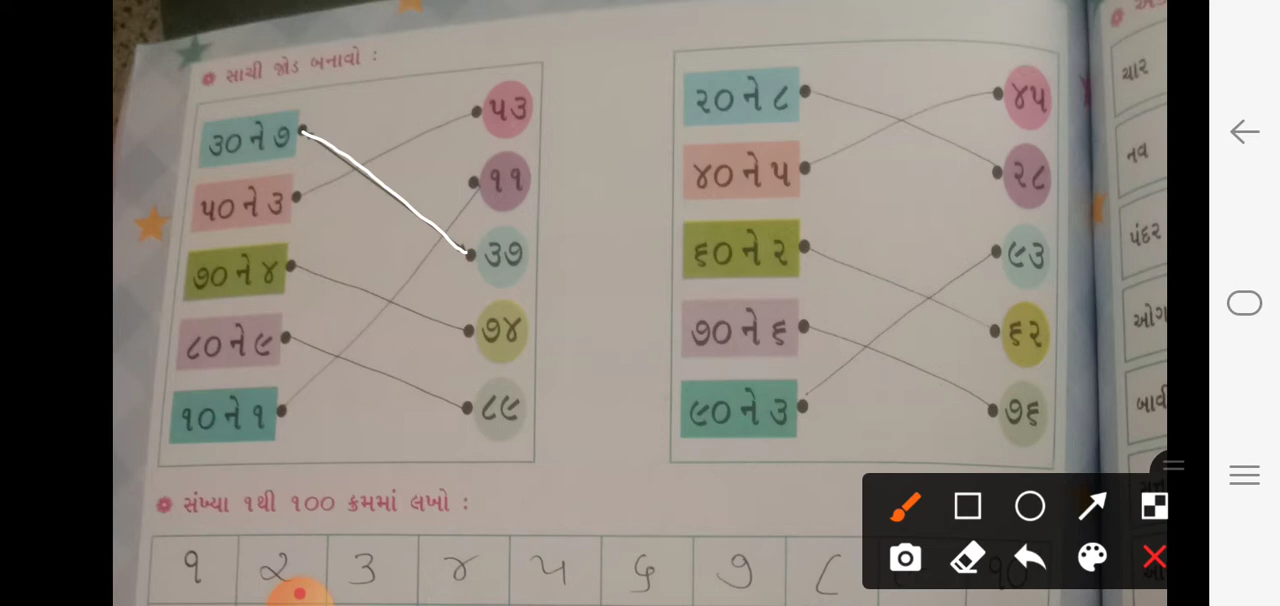 સાચી જોડ બનાવો :
૩૦ ને ૭
૫૦ ને ૩
૭૦ ને ૪
૮૦ ને ૯
૧૦ ને ૧
૫૩
૧૧
૩૭
૭૪
૮૯
૨૦ ને ૮
૪૦ ને ૫
૬૦ ને ૨
૭૦ ને ૬
૯૦ ને ૩
૪૫
૨૮
૯૩
૬૨
૭૬
સંખ્યા ૧થી ૧૦૦ ક્રમમાં લખો :
૧ ૨ ૩ ૪ ૫ ૬ ૭ ૮ ૧૦
ચાર
નવ
પંદર